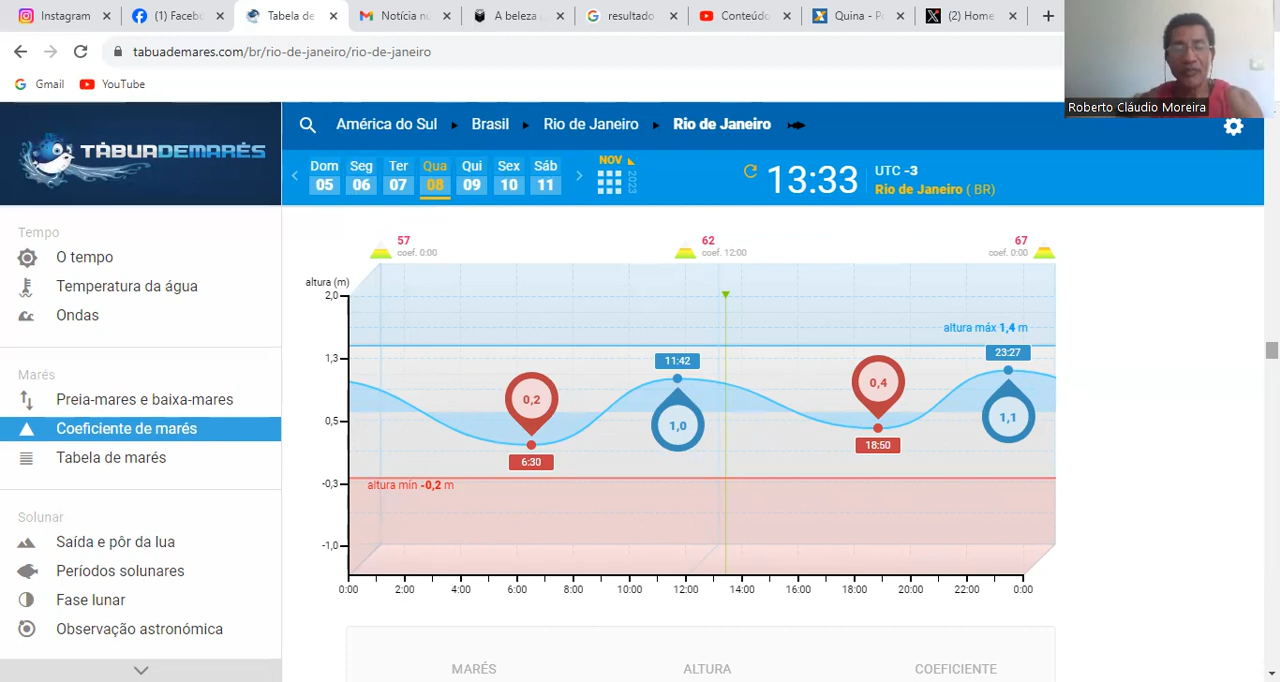 Instagram
(1) Faceb
Tabela de
Gmail
Notícia nú
A beleza
resultado
Conteúdo
Quina - P
(2) Home
tabuademares.com/br/rio-de-janeiro/rio-de-janeiro
Gmail
YouTube
Roberto Cláudio Moreira
TÁBUADEMARÉS
América do Sul
Brasil
Rio de Janeiro
Rio de Janeiro
Dom Seg Ter Qua Qui Sex Sáb
05 06 07 08 09 10 11
NOV
2023
13:33
UTC -3
Rio de Janeiro ( BR)
Tempo
O tempo
Temperatura da água
Ondas
Marés
Preia-mares e baixa-mares
Coeficiente de marés
Tabela de marés
Solunar
Saída e pôr da lua
Períodos solunares
Fase lunar
Observação astronómica
57
coef. 0:00
62
coef. 12:00
67
coef. 0:00
altura (m)
2,0
1,3
0,5
-0,3
-1,0
altura máx 1,4 m
0,2
6:30
11:42
1,0
0,4
18:50
23:27
1,1
altura mín -0,2 m
0:00 2:00 4:00 6:00 8:00 10:00 12:00 14:00 16:00 18:00 20:00 22:00 0:00
MARÉS ALTURA COEFICIENTE